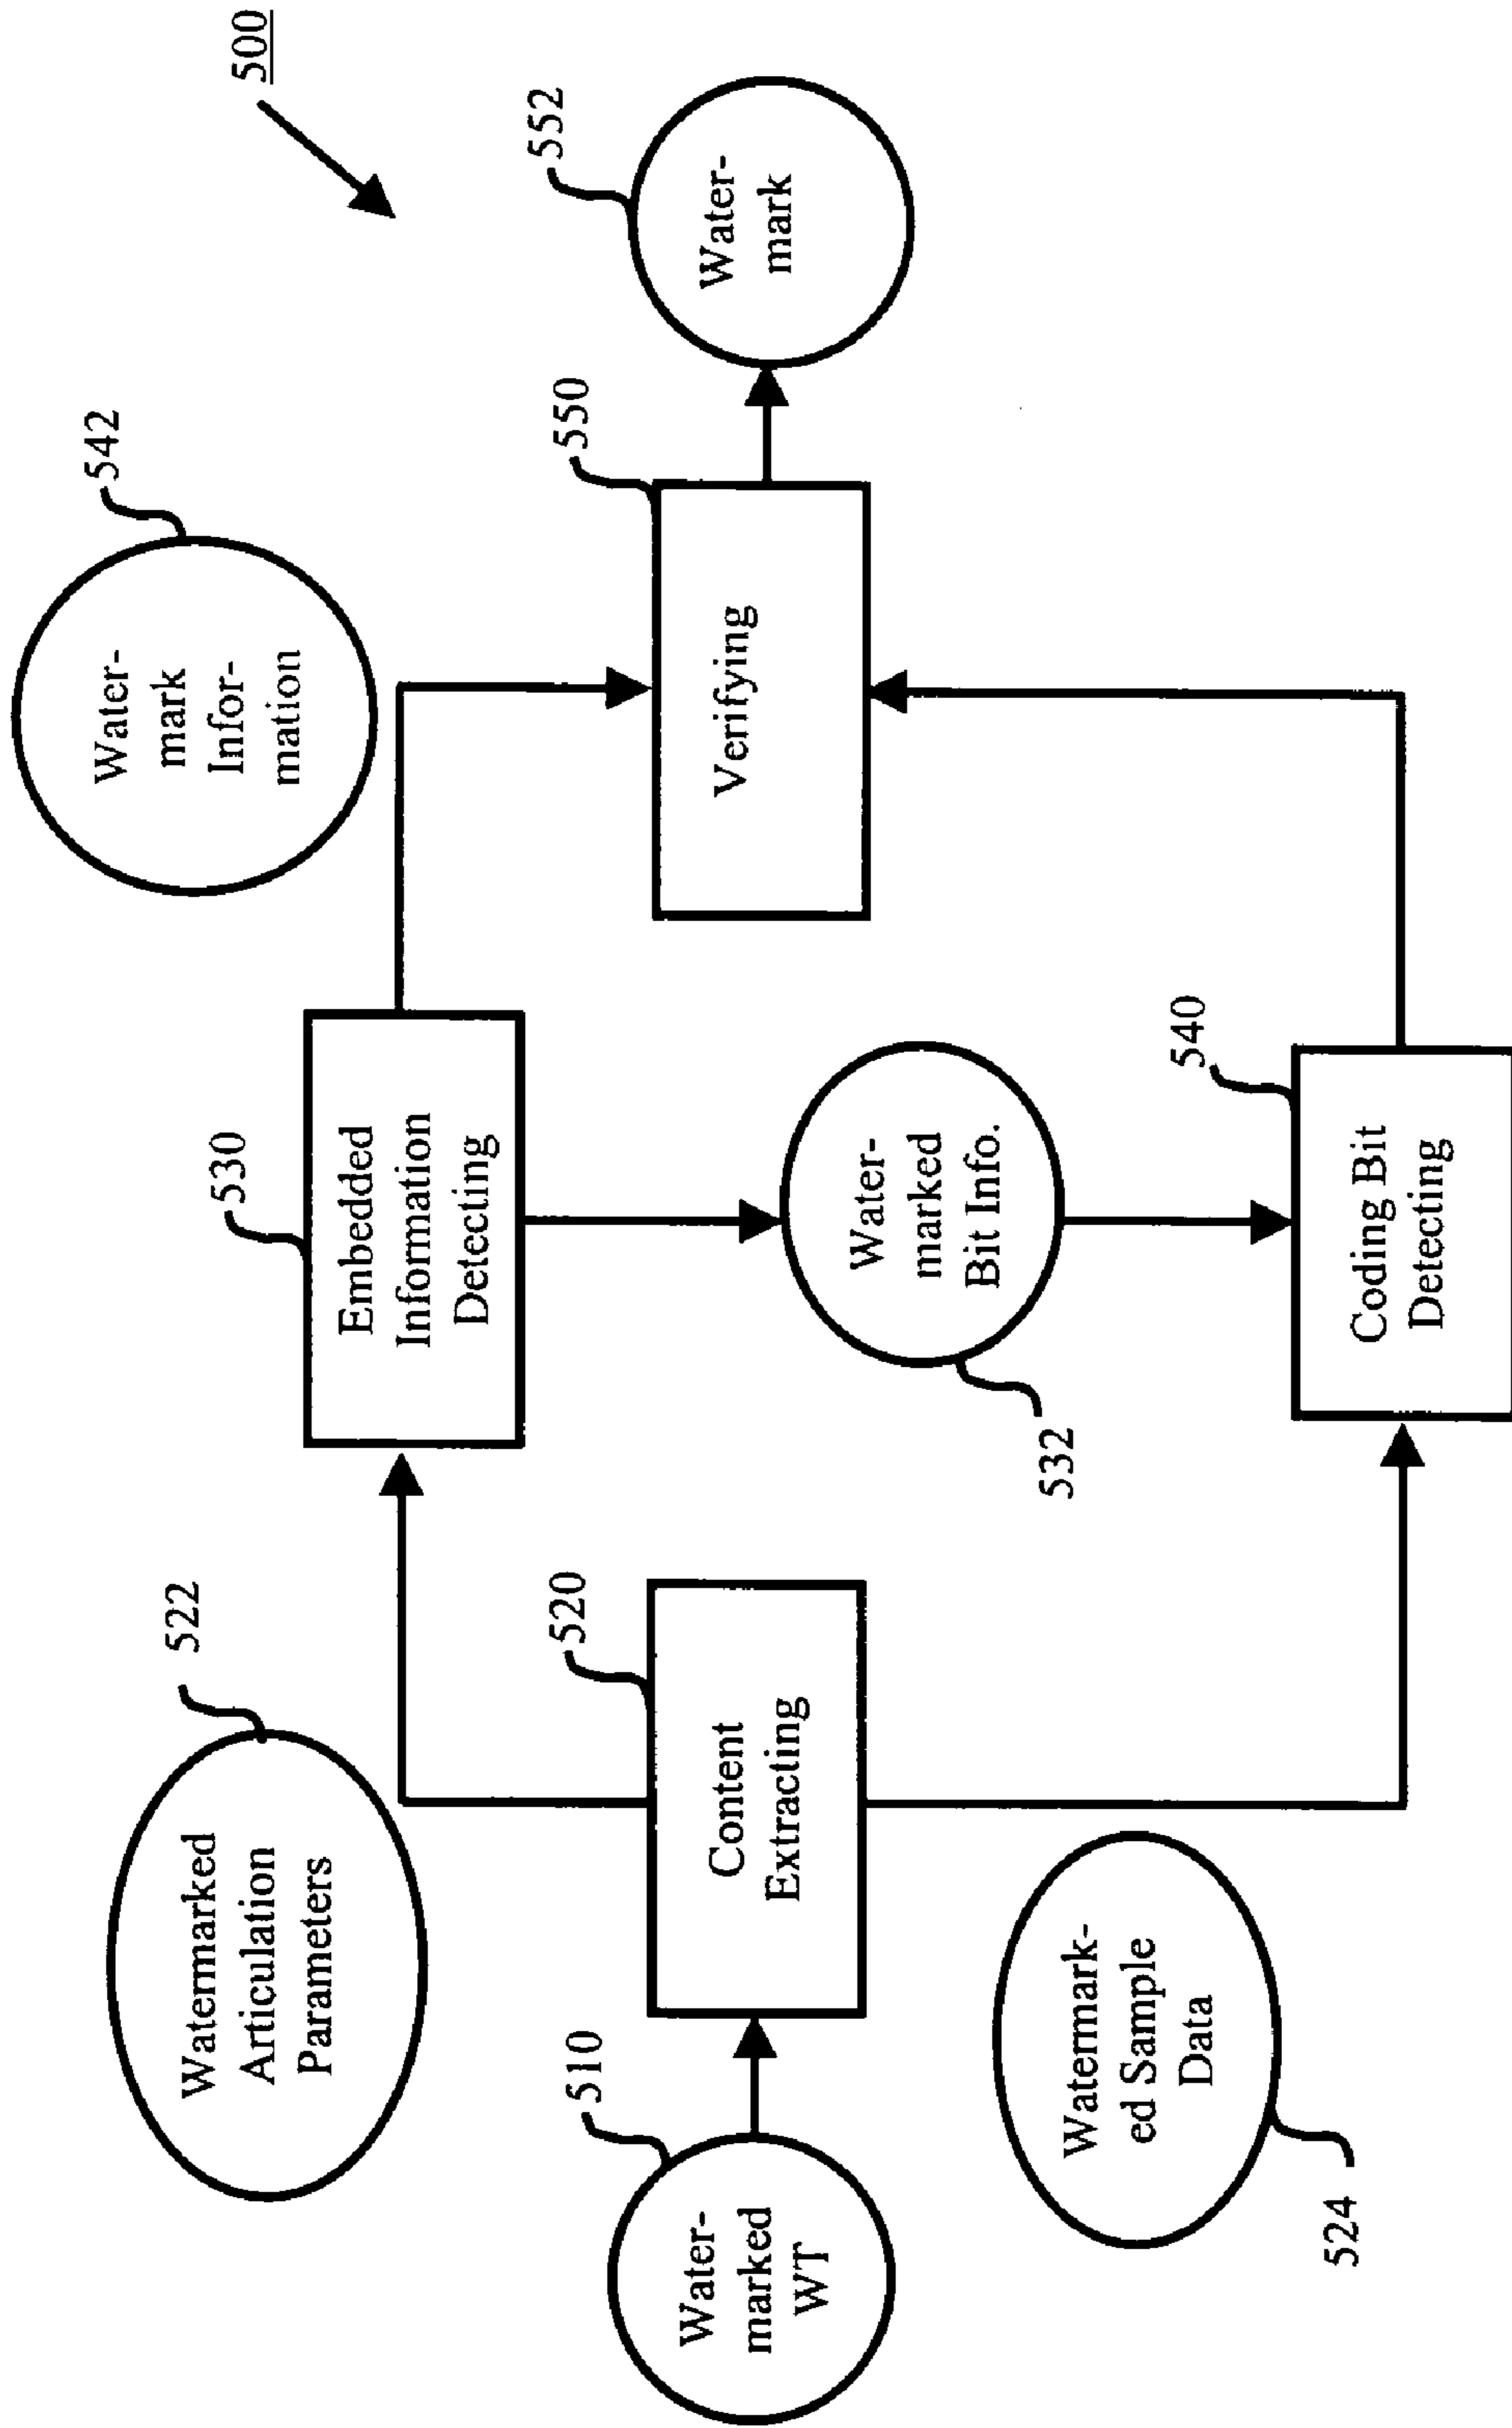 500
Water-
mark
Infor-
mation
542
Watermarked
Articulation
Parameters
522
530
Embedded
Information
Detecting
Water-
marked
WT
510
Content
Extracting
520
Water-
marked
Bit Info.
532
Verifying
550
Water-
mark
552
Watermark-
ed Sample
Data
524
Coding Bit
Detecting
540